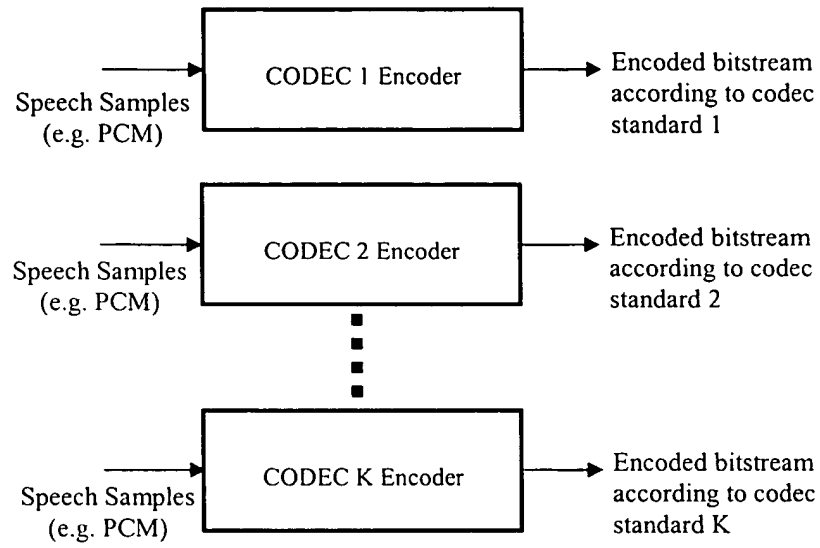 CODEC 1 Encoder
Speech Samples
(e.g. PCM)
Encoded bitstream
according to codec
standard 1
CODEC 2 Encoder
Speech Samples
(e.g. PCM)
Encoded bitstream
according to codec
standard 2
CODEC K Encoder
Speech Samples
(e.g. PCM)
Encoded bitstream
according to codec
standard K